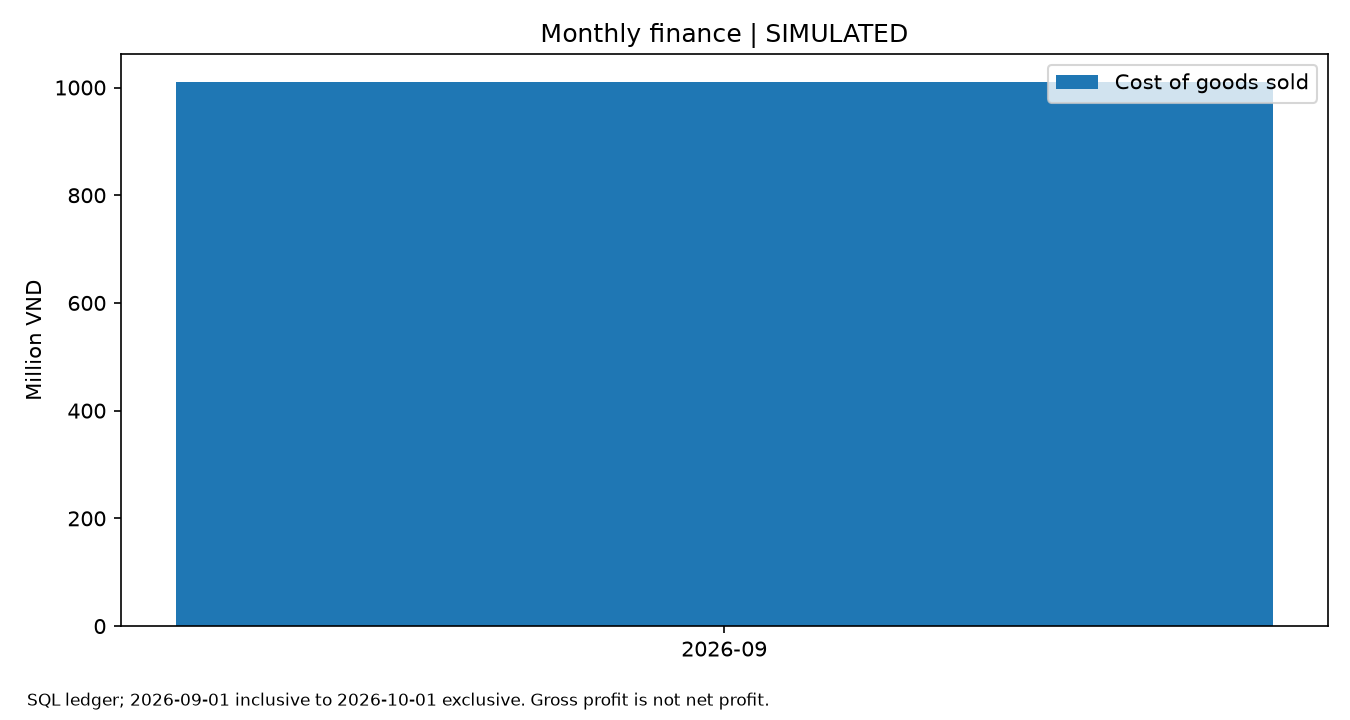 Monthly finance | SIMULATED
Cost of goods sold
1000
800
600
400
200
0
Million VND
2026-09
SQL ledger; 2026-09-01 inclusive to 2026-10-01 exclusive. Gross profit is not net profit.